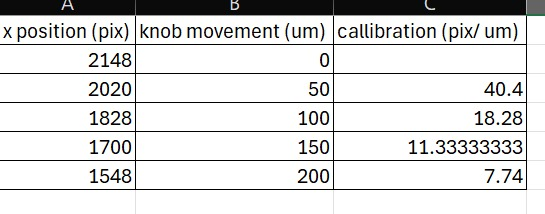 A B C
x position (pix) knob movement (um) callibration (pix/ um)
2148 0
2020 50 40.4
1828 100 18.28
1700 150 11.33333333
1548 200 7.74